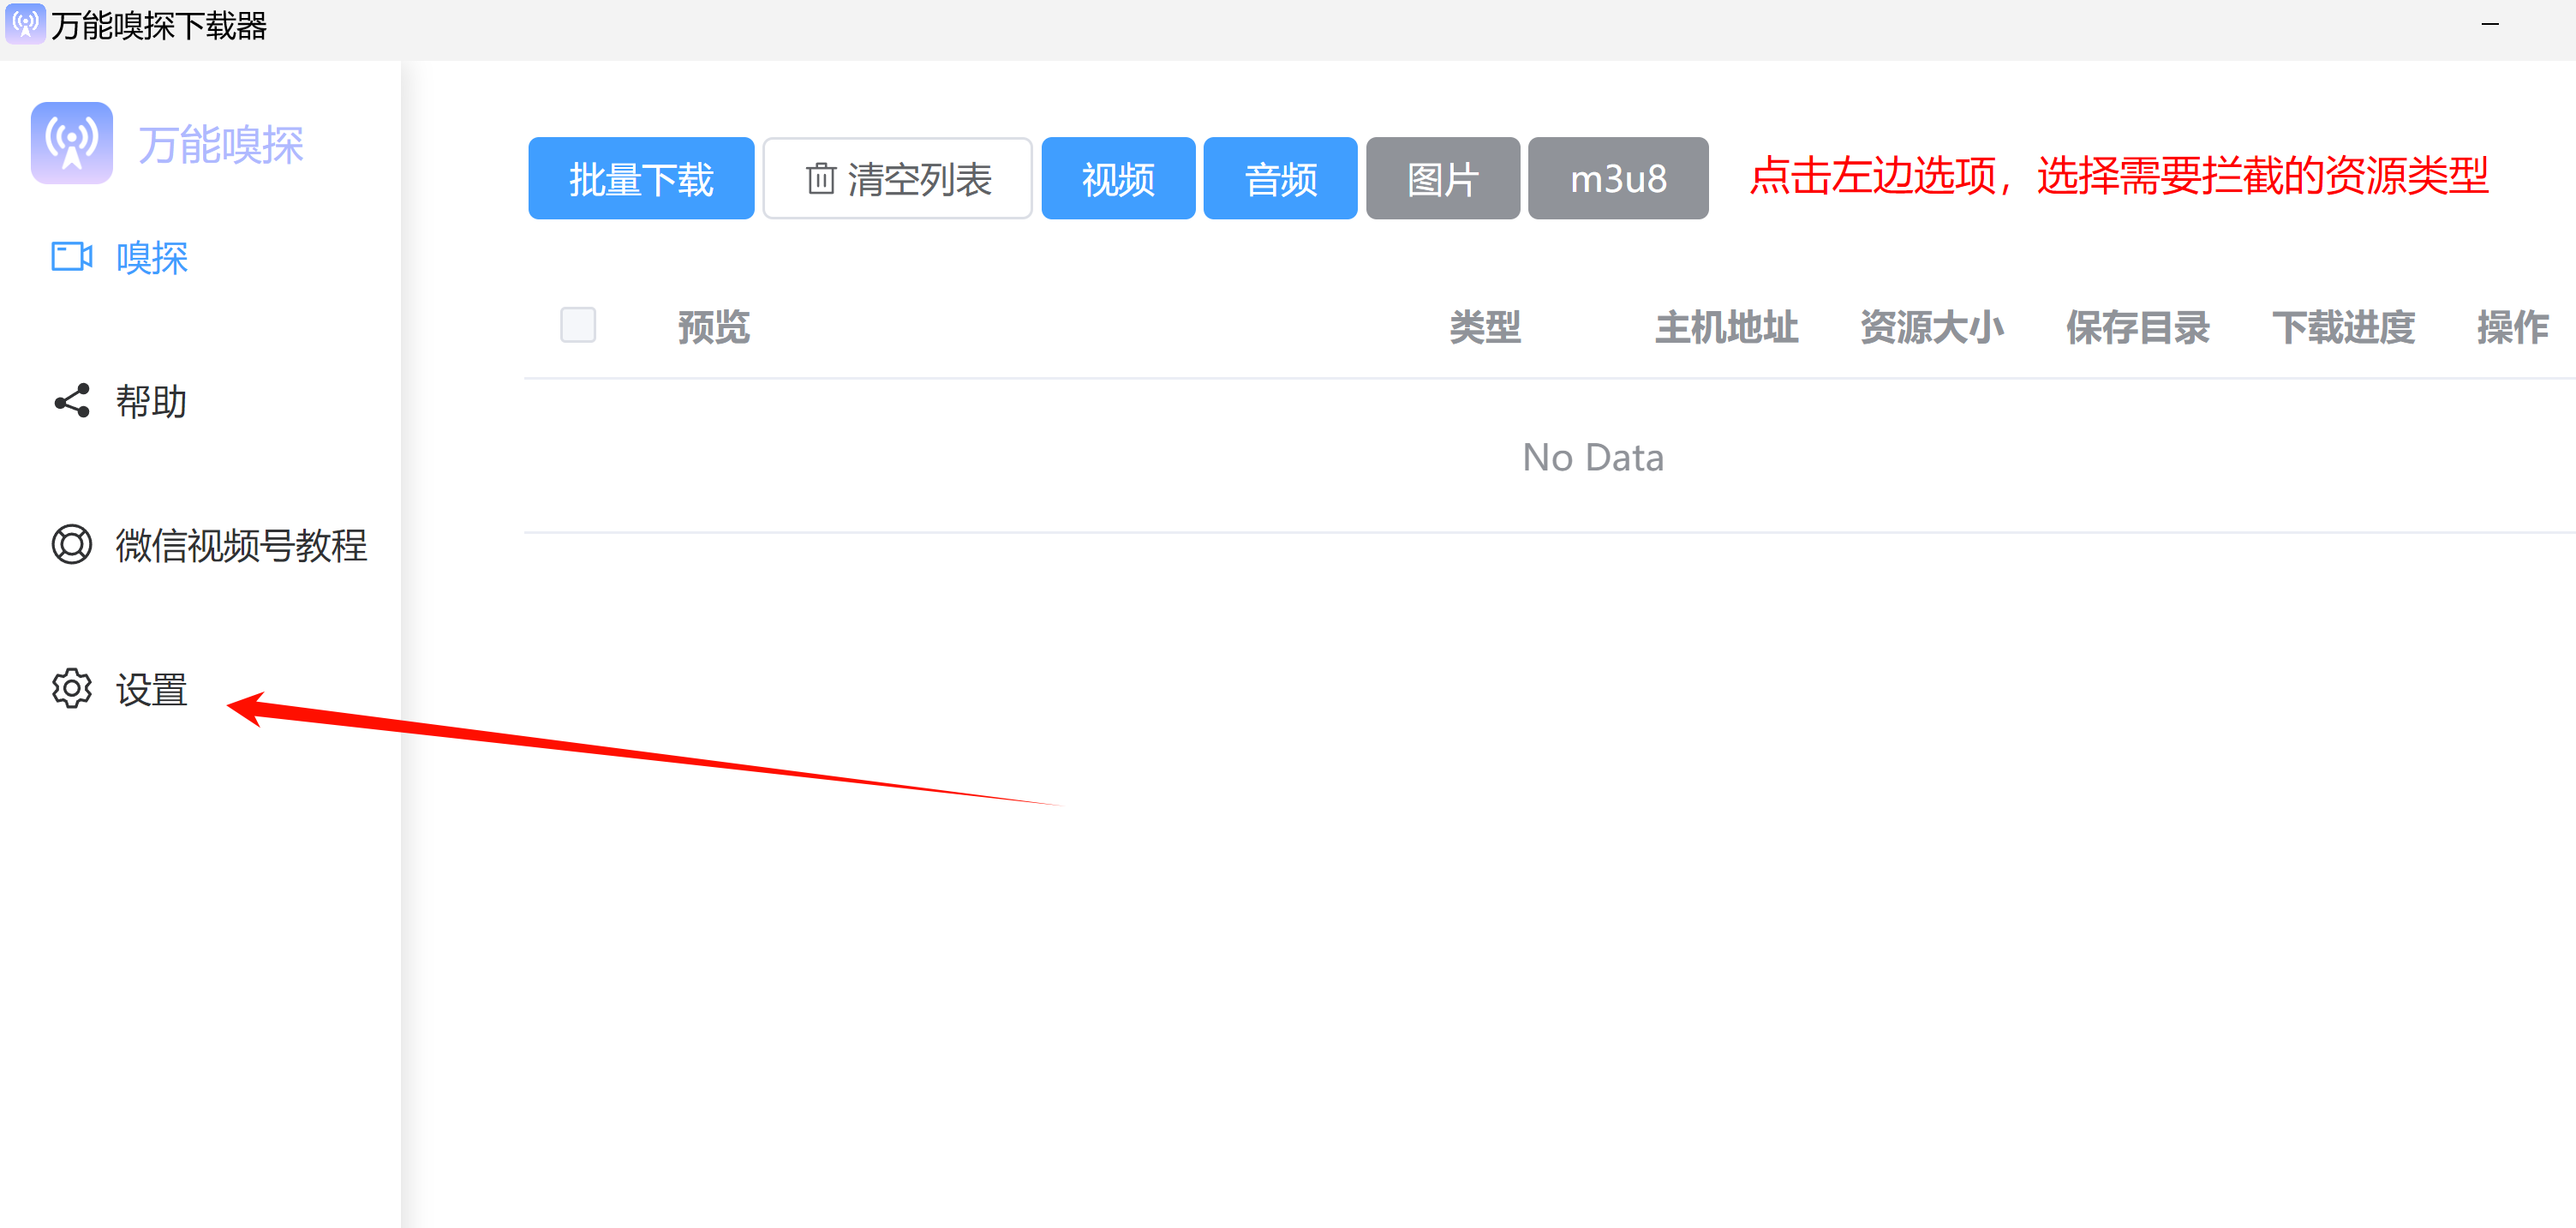 万能嗅探下载器
万能嗅探
嗅探
帮助
微信视频号教程
设置
批量下载 清空列表 视频 音频 图片 m3u8 点击左边选项，选择需要拦截的资源类型
预览 类型 主机地址 资源大小 保存目录 下载进度 操作
No Data